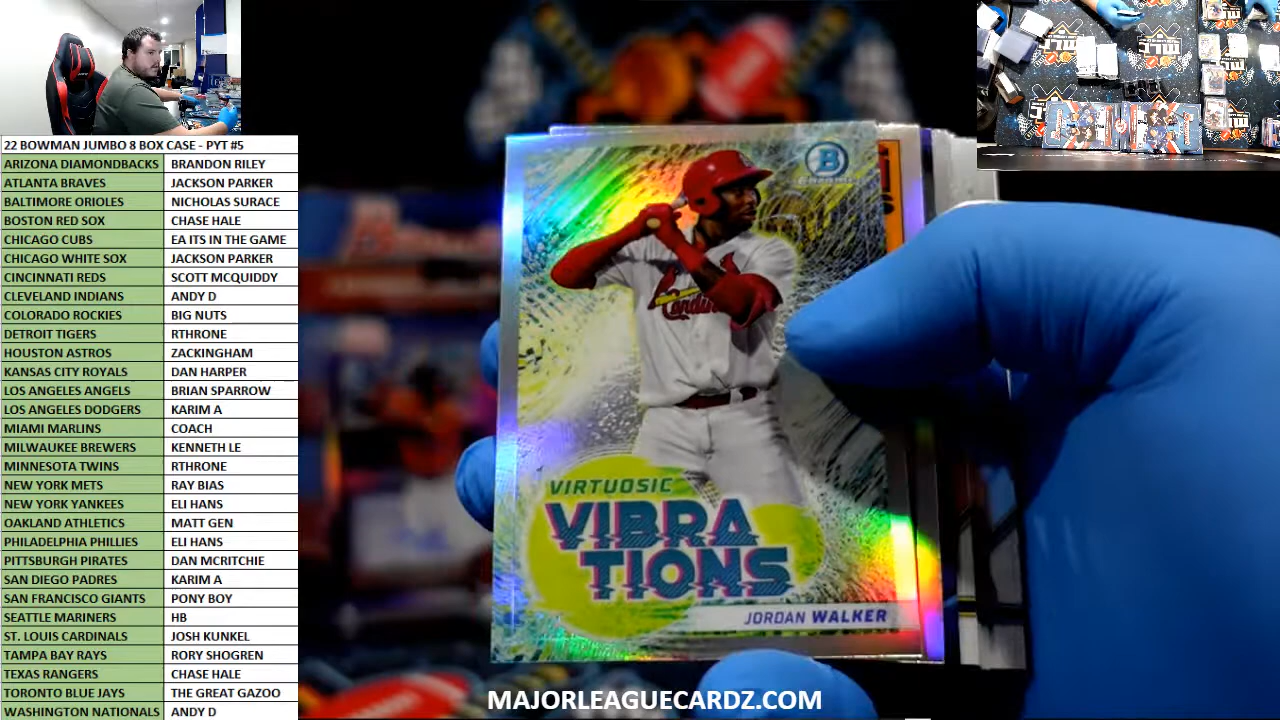 22 BOWMAN JUMBO 8 BOX CASE - PYT #5
ARIZONA DIAMONDBACKS BRANDON RILEY
ATLANTA BRAVES JACKSON PARKER
BALTIMORE ORIOLES NICHOLAS SURACE
BOSTON RED SOX CHASE HALE
CHICAGO CUBS EA ITS IN THE GAME
CHICAGO WHITE SOX JACKSON PARKER
CINCINNATI REDS SCOTT MCQUIDDY
CLEVELAND INDIANS ANDY D
COLORADO ROCKIES BIG NUTS
DETROIT TIGERS RTHRONE
HOUSTON ASTROS ZACKINGHAM
KANSAS CITY ROYALS DAN HARPER
LOS ANGELES ANGELS BRIAN SPARROW
LOS ANGELES DODGERS KARIM A
MIAMI MARLINS COACH
MILWAUKEE BREWERS KENNETH LE
MINNESOTA TWINS RTHRONE
NEW YORK METS RAY BIAS
NEW YORK YANKEES ELI HANS
OAKLAND ATHLETICS MATT GEN
PHILADELPHIA PHILLIES ELI HANS
PITTSBURGH PIRATES DAN MCRITCHIE
SAN DIEGO PADRES KARIM A
SAN FRANCISCO GIANTS PONY BOY
SEATTLE MARINERS HB
ST. LOUIS CARDINALS JOSH KUNKEL
TAMPA BAY RAYS RORY SHOGREN
TEXAS RANGERS CHASE HALE
TORONTO BLUE JAYS THE GREAT GAZOO
WASHINGTON NATIONALS ANDY D
B
Chrome
Cardinals
VIRTUOSIC
VIBRA
TIONS
JORDAN WALKER
MAJORLEAGUECARDZ.COM